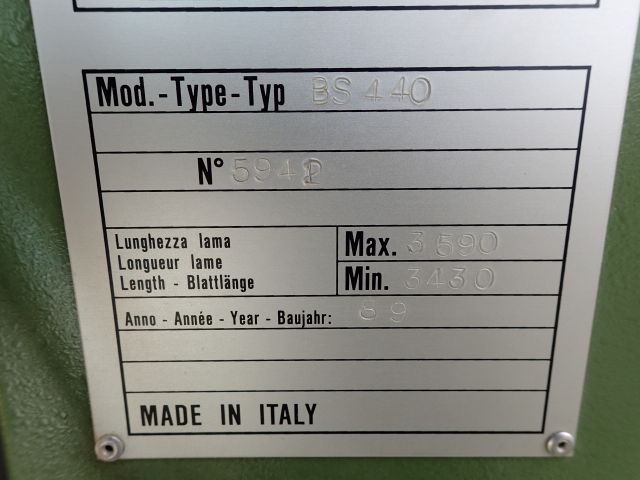 Mod.-Type-Typ BS 440
N°
Lunghezza lama
Longueur lame
Length - Blattlänge
Max. 3590
Min. 3430
Anno - Année - Year - Baujahr: 89
MADE IN ITALY